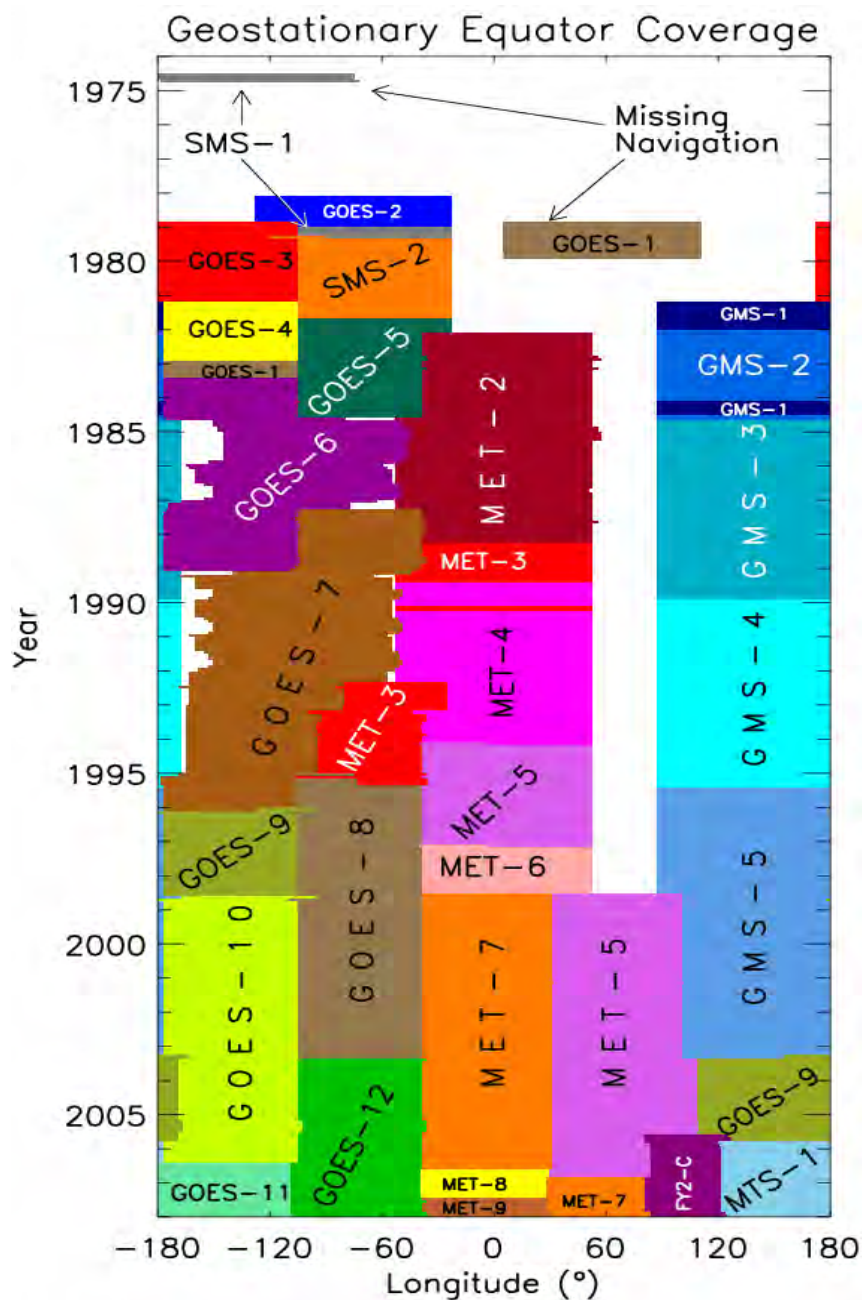 Geostationary Equator Coverage
1975
SMS-1
Missing
Navigation
GOES-2
GOES-1
GOES-3
SMS-2
1980
GOES-4
GMS-1
GOES-5
GOES-1
GMS-2
GMS-1
1985
GOES-6
MET-2
GMS-3
MET-3
1990
GOES-7
MET-4
GMS-4
MET-3
1995
MET-5
GOES-9
GOES-8
MET-6
GMS-5
2000
GOES-10
MET-7
MET-5
2005
GOES-12
GOES-9
GOES-11
MET-8
MET-9
MET-7
FY2-C
MTS-1
Year
-180 -120 -60 0 60 120 180
Longitude (°)